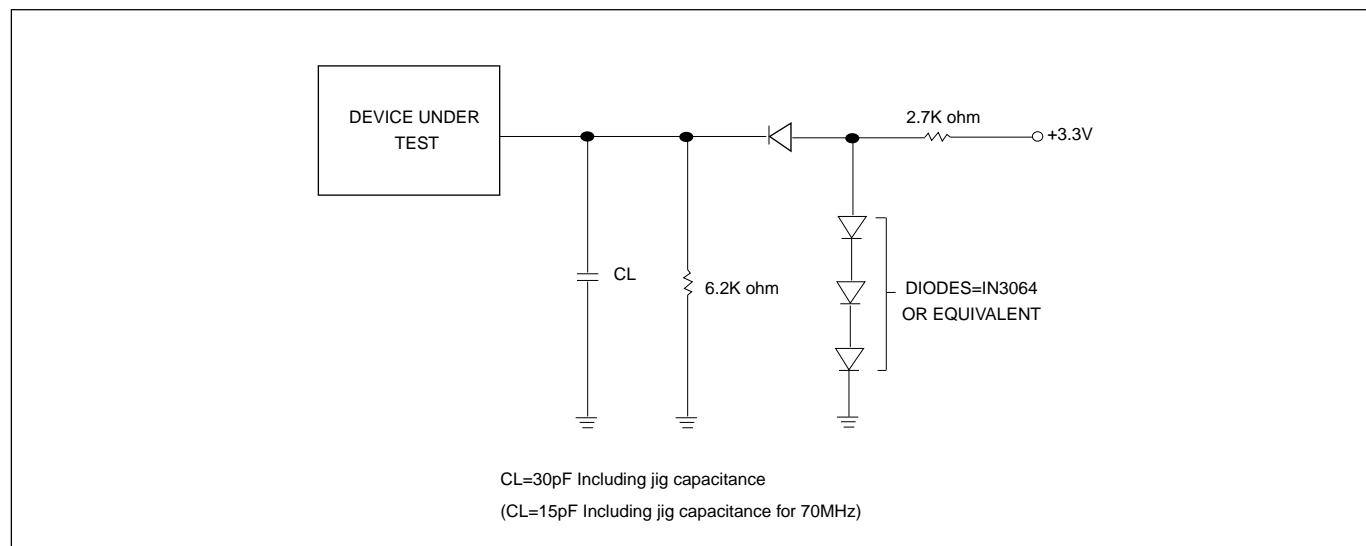 DEVICE UNDER
TEST
2.7K ohm
+3.3V
CL
6.2K ohm
DIODES=IN3064
OR EQUIVALENT
CL=30pF Including jig capacitance
(CL=15pF Including jig capacitance for 70MHz)